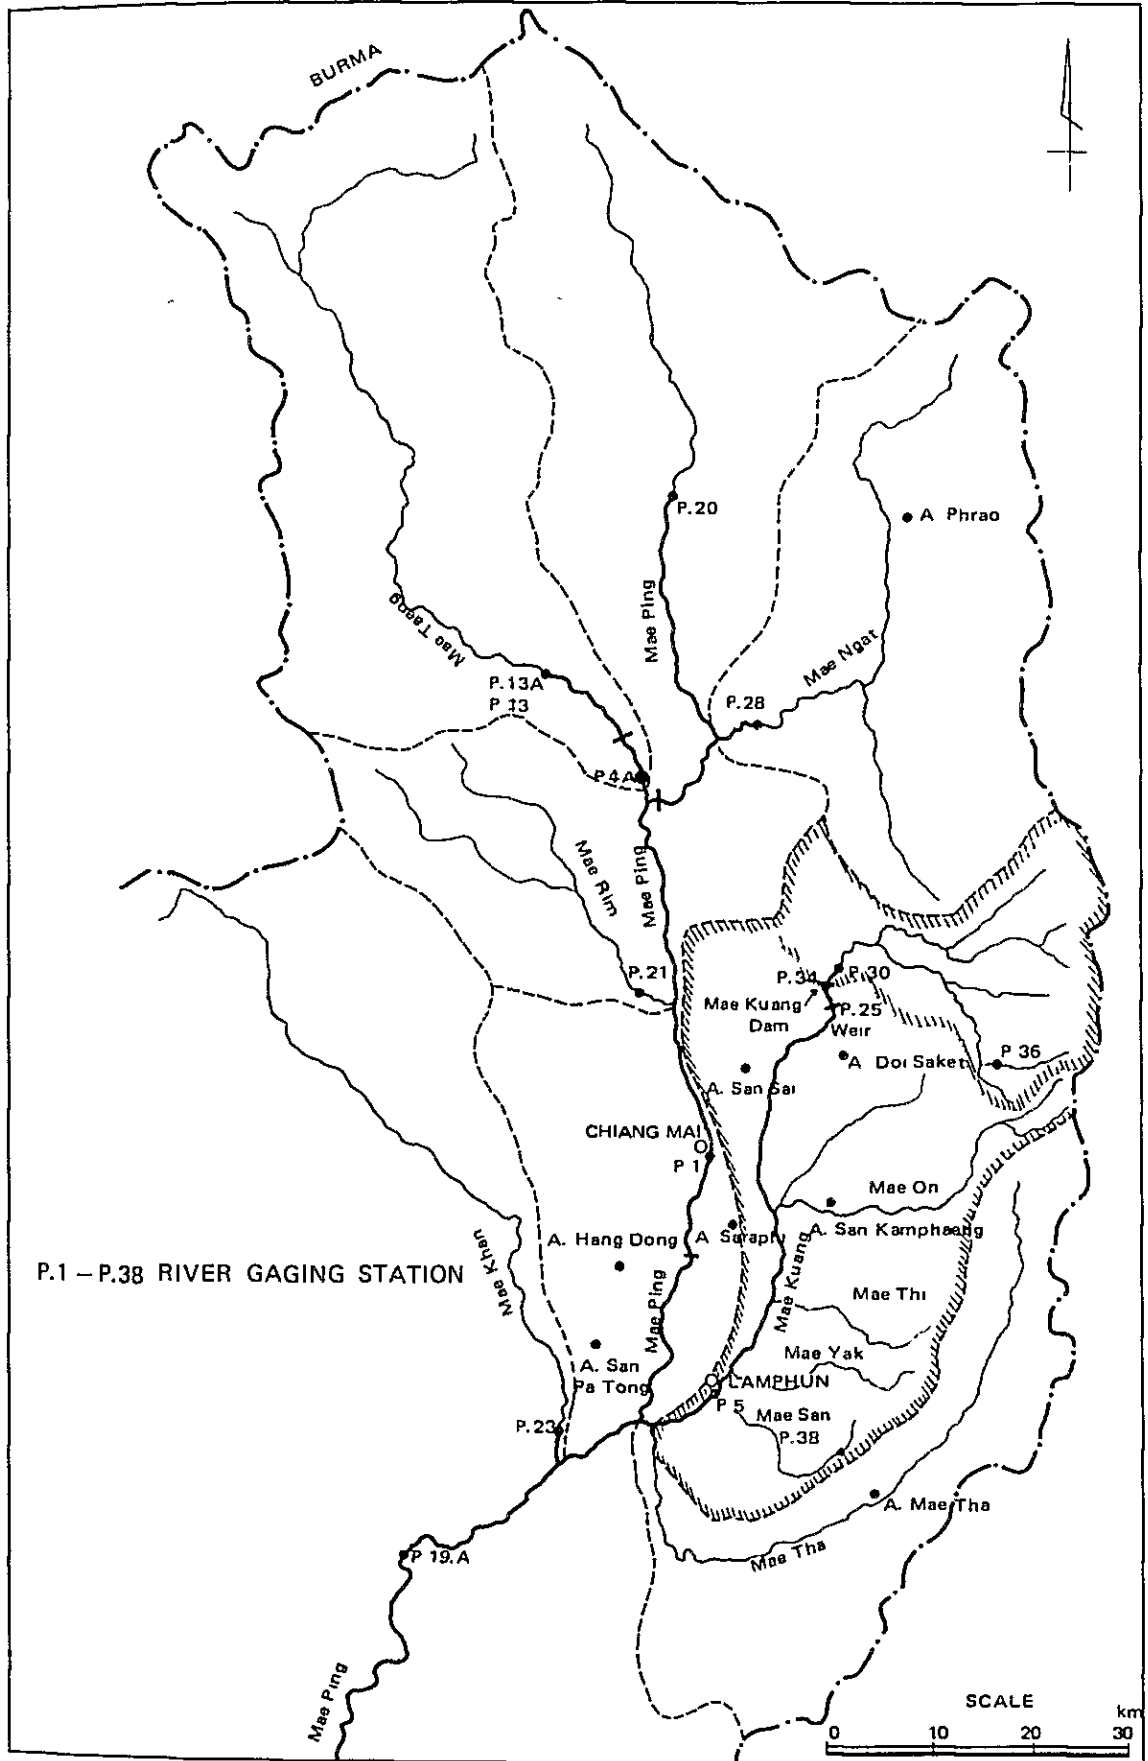 BURMA
P.20
A Phrao
Mae Ping
Mae Taeng
Mae Ngat
P.13A
P 13
P.28
P.4A
Mae Rim
Mae Ping
P.21
P.34
P.30
Mae Kuang
Dam
P.25
Weir
A Doi Saket
P 36
A. San Sai
CHIANG MAI
P 1
Mae On
A. San Kamphaeng
A. Hang Dong
A Saraphi
Mae Khan
P.1 – P.38 RIVER GAGING STATION
Mae Ping
Mae Kuang
Mae Thi
Mae Yak
A. San
Pa Tong
LAMPHUN
P 5
Mae San
P.38
P.23
A. Mae Tha
Mae Tha
P 19.A
Mae Ping
SCALE
km
0 10 20 30